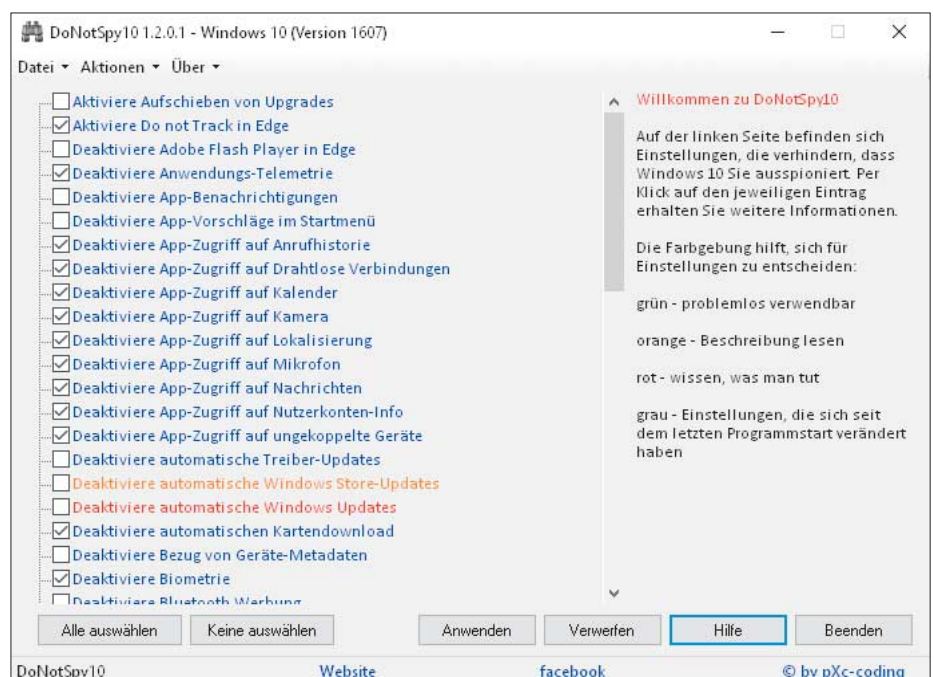 DoNotSpy10 1.2.0.1 - Windows 10 (Version 1607)
Datei Aktionen Über
Aktiviere Aufschieben von Upgrades
Aktiviere Do not Track in Edge
Deaktiviere Adobe Flash Player in Edge
Deaktiviere Anwendungs-Telemetrie
Deaktiviere App-Benachrichtigungen
Deaktiviere App-Vorschläge im Startmenü
Deaktiviere App-Zugriff auf Anrufhistorie
Deaktiviere App-Zugriff auf Drahtlose Verbindungen
Deaktiviere App-Zugriff auf Kalender
Deaktiviere App-Zugriff auf Kamera
Deaktiviere App-Zugriff auf Lokalisierung
Deaktiviere App-Zugriff auf Mikrofon
Deaktiviere App-Zugriff auf Nachrichten
Deaktiviere App-Zugriff auf Nutzerkonten-Info
Deaktiviere App-Zugriff auf ungekoppelte Geräte
Deaktiviere automatische Treiber-Updates
Deaktiviere automatische Windows Store-Updates
Deaktiviere automatische Windows Updates
Deaktiviere automatischen Kartendownload
Deaktiviere Bezug von Geräte-Metadaten
Deaktiviere Biometrie
Deaktiviere Bluetooth Werbung
Willkommen zu DoNotSpy10
Auf der linken Seite befinden sich
Einstellungen, die verhindern, dass
Windows 10 Sie ausspioniert. Per
Klick auf den jeweiligen Eintrag
erhalten Sie weitere Informationen.
Die Farbgebung hilft, sich für
Einstellungen zu entscheiden:
grün - problemlos verwendbar
orange - Beschreibung lesen
rot - wissen, was man tut
grau - Einstellungen, die sich seit
dem letzten Programmstart verändert
haben
Alle auswählen Keine auswählen Anwenden Verwerfen Hilfe Beenden
DoNotSpy10 Website facebook © by pXc-coding